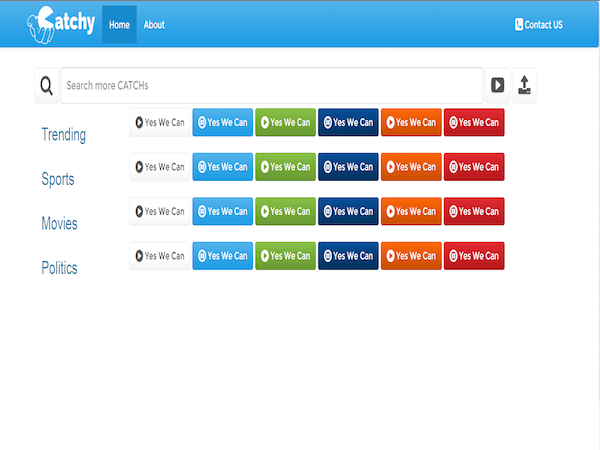 Catchy Home About Contact US
Search more CATCHs
Trending Yes We Can Yes We Can Yes We Can Yes We Can Yes We Can Yes We Can
Sports Yes We Can Yes We Can Yes We Can Yes We Can Yes We Can Yes We Can
Movies Yes We Can Yes We Can Yes We Can Yes We Can Yes We Can Yes We Can
Politics Yes We Can Yes We Can Yes We Can Yes We Can Yes We Can Yes We Can